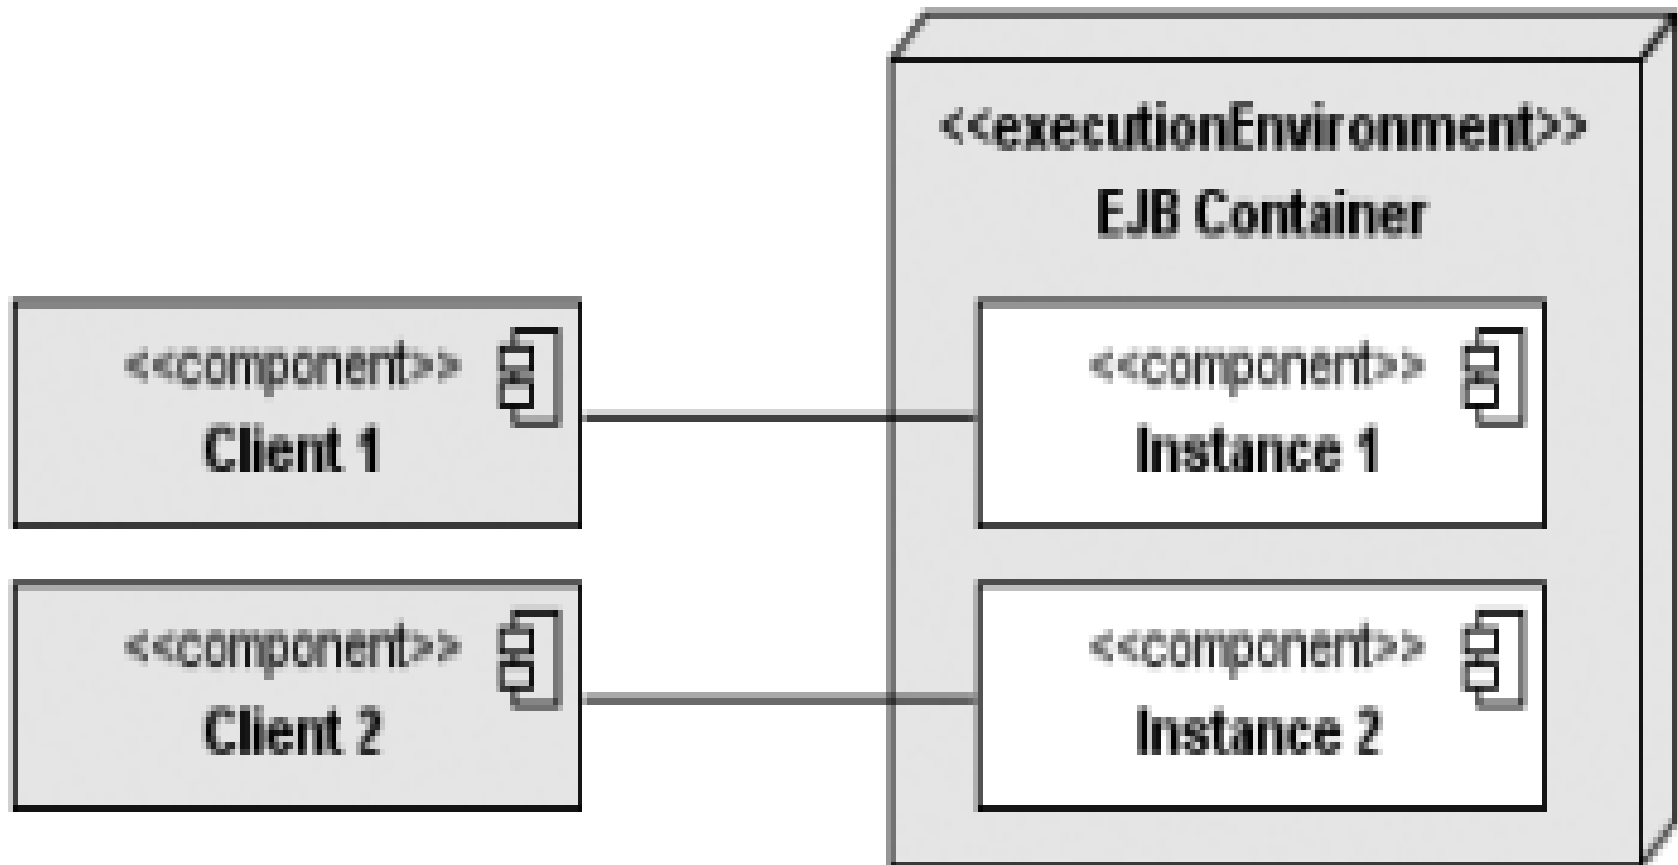 <<executionEnvironment>>
EJB Container
<<component>>
Client 1
<<component>>
Instance 1
<<component>>
Client 2
<<component>>
Instance 2